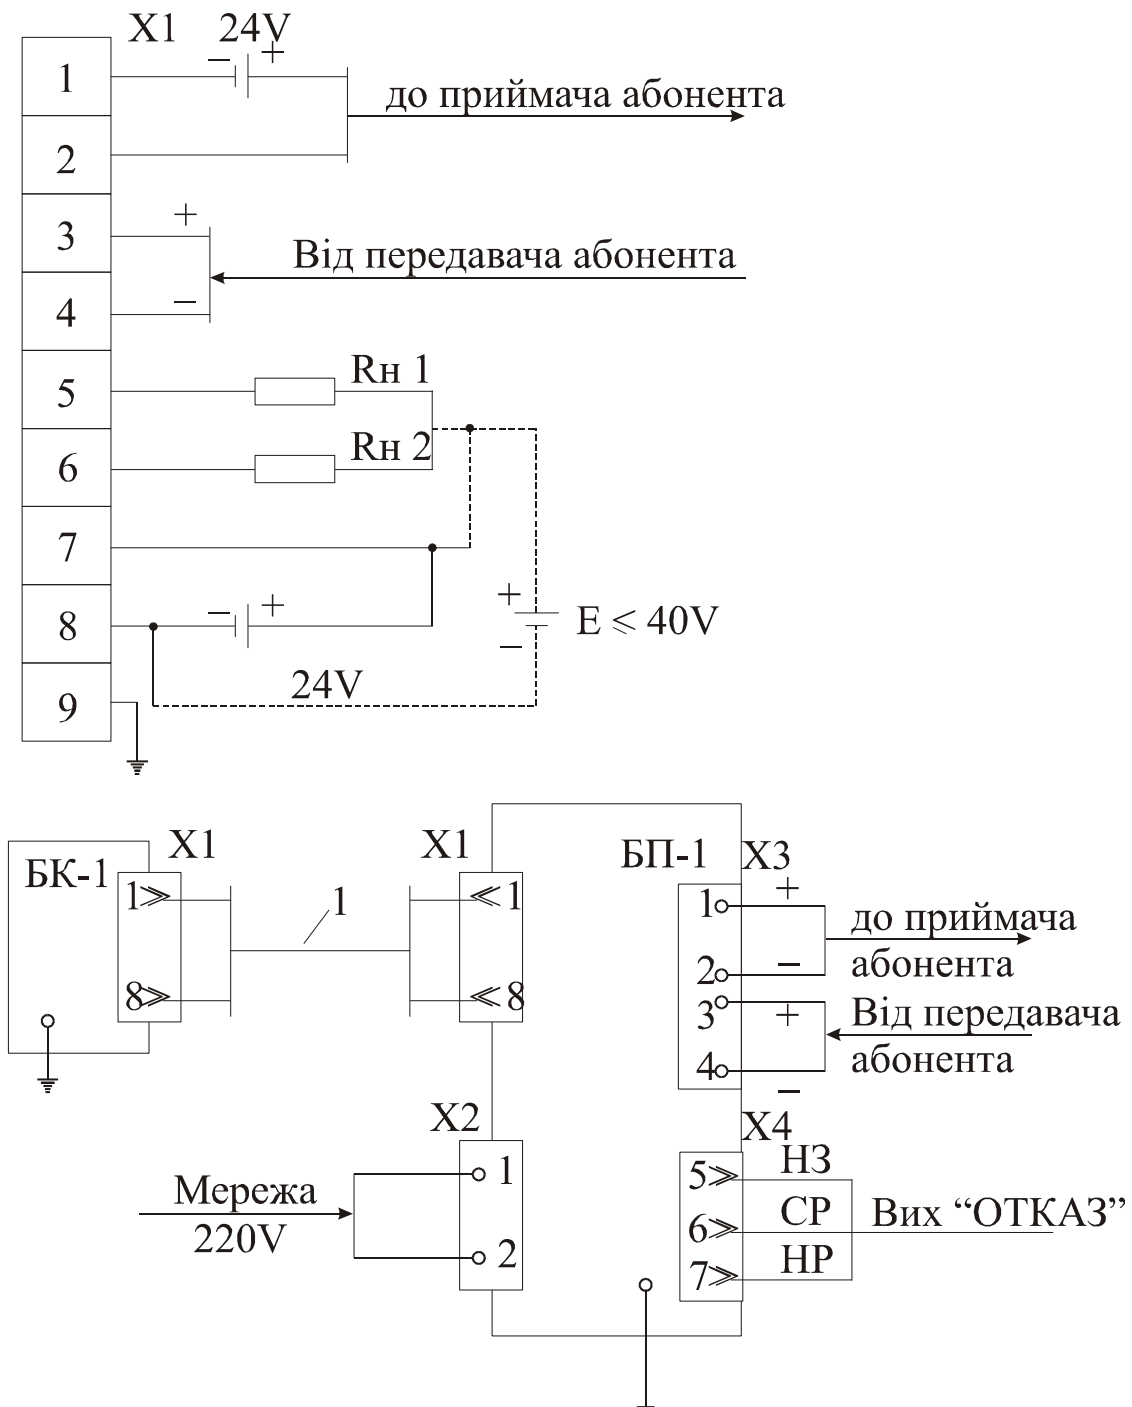 X1 24V
− +
1
до приймача абонента
2
+
3
Від передавача абонента
−
4
Rн 1
5
Rн 2
6
7
− +
8
+
E ⩽ 40V
−
24V
9
X1 X1
БП-1 X3
БК-1
1 1 1
8 8
1 +
до приймача
2 −
абонента
3 +
Від передавача
4
абонента
−
X2
X4
1
Мережа
220V
2
5 НЗ
6 СР
Вих “ОТКАЗ”
7 НР